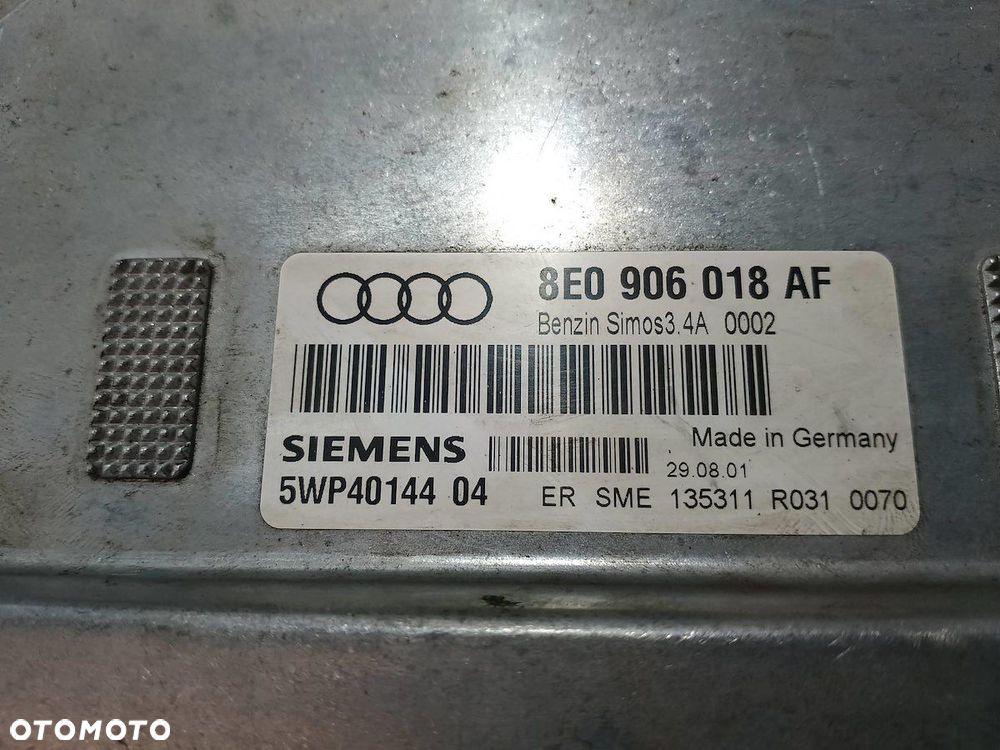 8E0 906 018 AF
Benzin Simos3.4A 0002
SIEMENS
Made in Germany
29.08.01
5WP40144 04
ER SME 135311 R031 0070
OTOMOTO